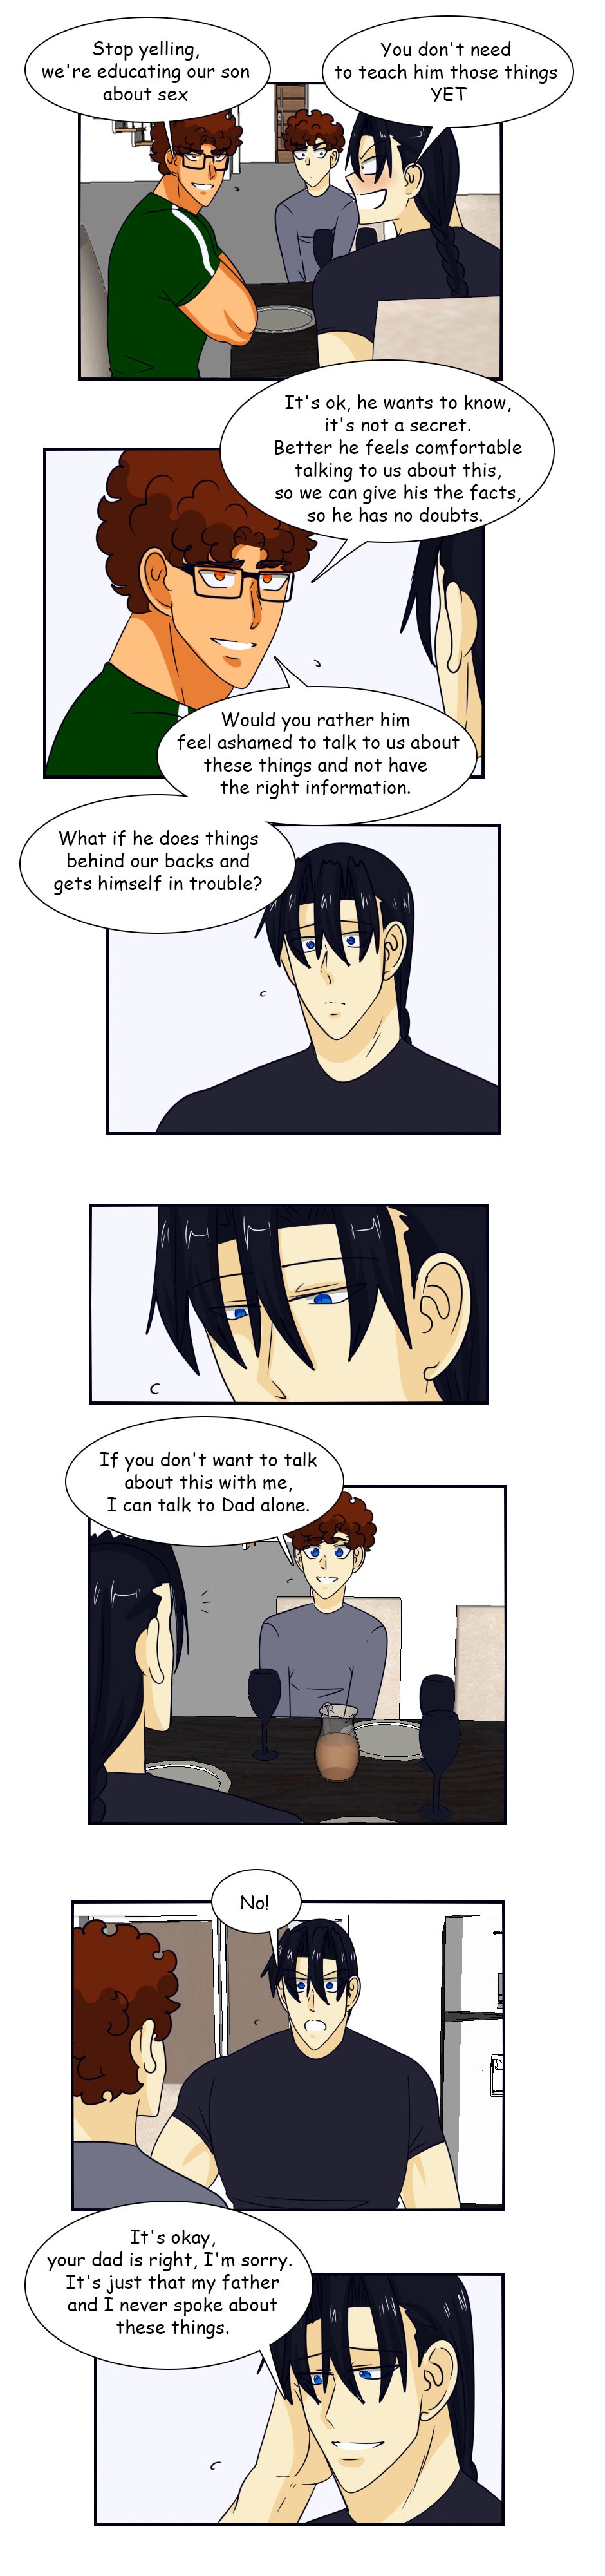 Stop yelling,
we're educating our son
about sex
You don't need
to teach him those things
YET
It's ok, he wants to know,
it's not a secret.
Better he feels comfortable
talking to us about this,
so we can give his the facts,
so he has no doubts.
Would you rather him
feel ashamed to talk to us about
these things and not have
the right information.
What if he does things
behind our backs and
gets himself in trouble?
If you don't want to talk
about this with me,
I can talk to Dad alone.
No!
It's okay,
your dad is right, I'm sorry.
It's just that my father
and I never spoke about
these things.